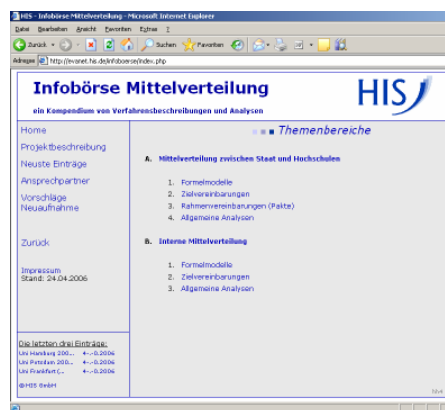 HIS - Infobörse Mittelverteilung - Microsoft Internet Explorer
Datei Bearbeiten Ansicht Favoriten Extras ?
Zurück Suchen Favoriten
Adresse http://evanet.his.de/infoboerse/index.php
Infobörse Mittelverteilung
ein Kompendium von Verfahrensbeschreibungen und Analysen
HIS
Home
Projektbeschreibung
Neuste Einträge
Ansprechpartner
Vorschläge
Neuaufnahme
Zurück
Impressum
Stand: 24.04.2006
Die letzten drei Einträge:
Uni Hamburg 200...
Uni Potsdam 200...
Uni Frankfurt (...
©HIS GmbH
Themenbereiche
A. Mittelverteilung zwischen Staat und Hochschulen
1. Formelmodelle
2. Zielvereinbarungen
3. Rahmenvereinbarungen (Pakte)
4. Allgemeine Analysen
B. Interne Mittelverteilung
1. Formelmodelle
2. Zielvereinbarungen
3. Allgemeine Analysen